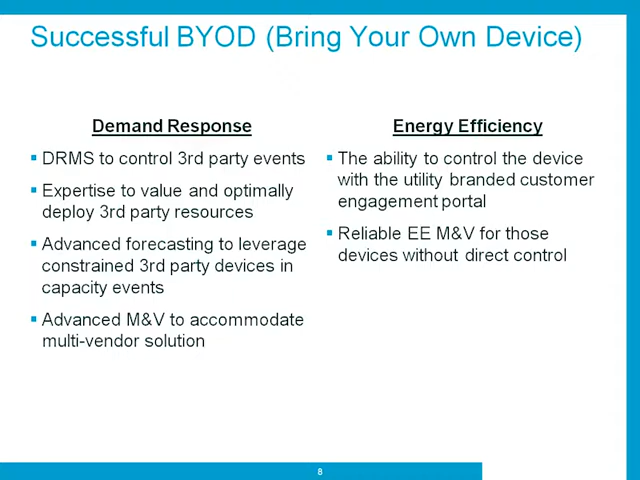 Successful BYOD (Bring Your Own Device)
Demand Response
▪ DRMS to control 3rd party events
▪ Expertise to value and optimally
deploy 3rd party resources
▪ Advanced forecasting to leverage
constrained 3rd party devices in
capacity events
▪ Advanced M&V to accommodate
multi-vendor solution
Energy Efficiency
▪ The ability to control the device
with the utility branded customer
engagement portal
▪ Reliable EE M&V for those
devices without direct control
8